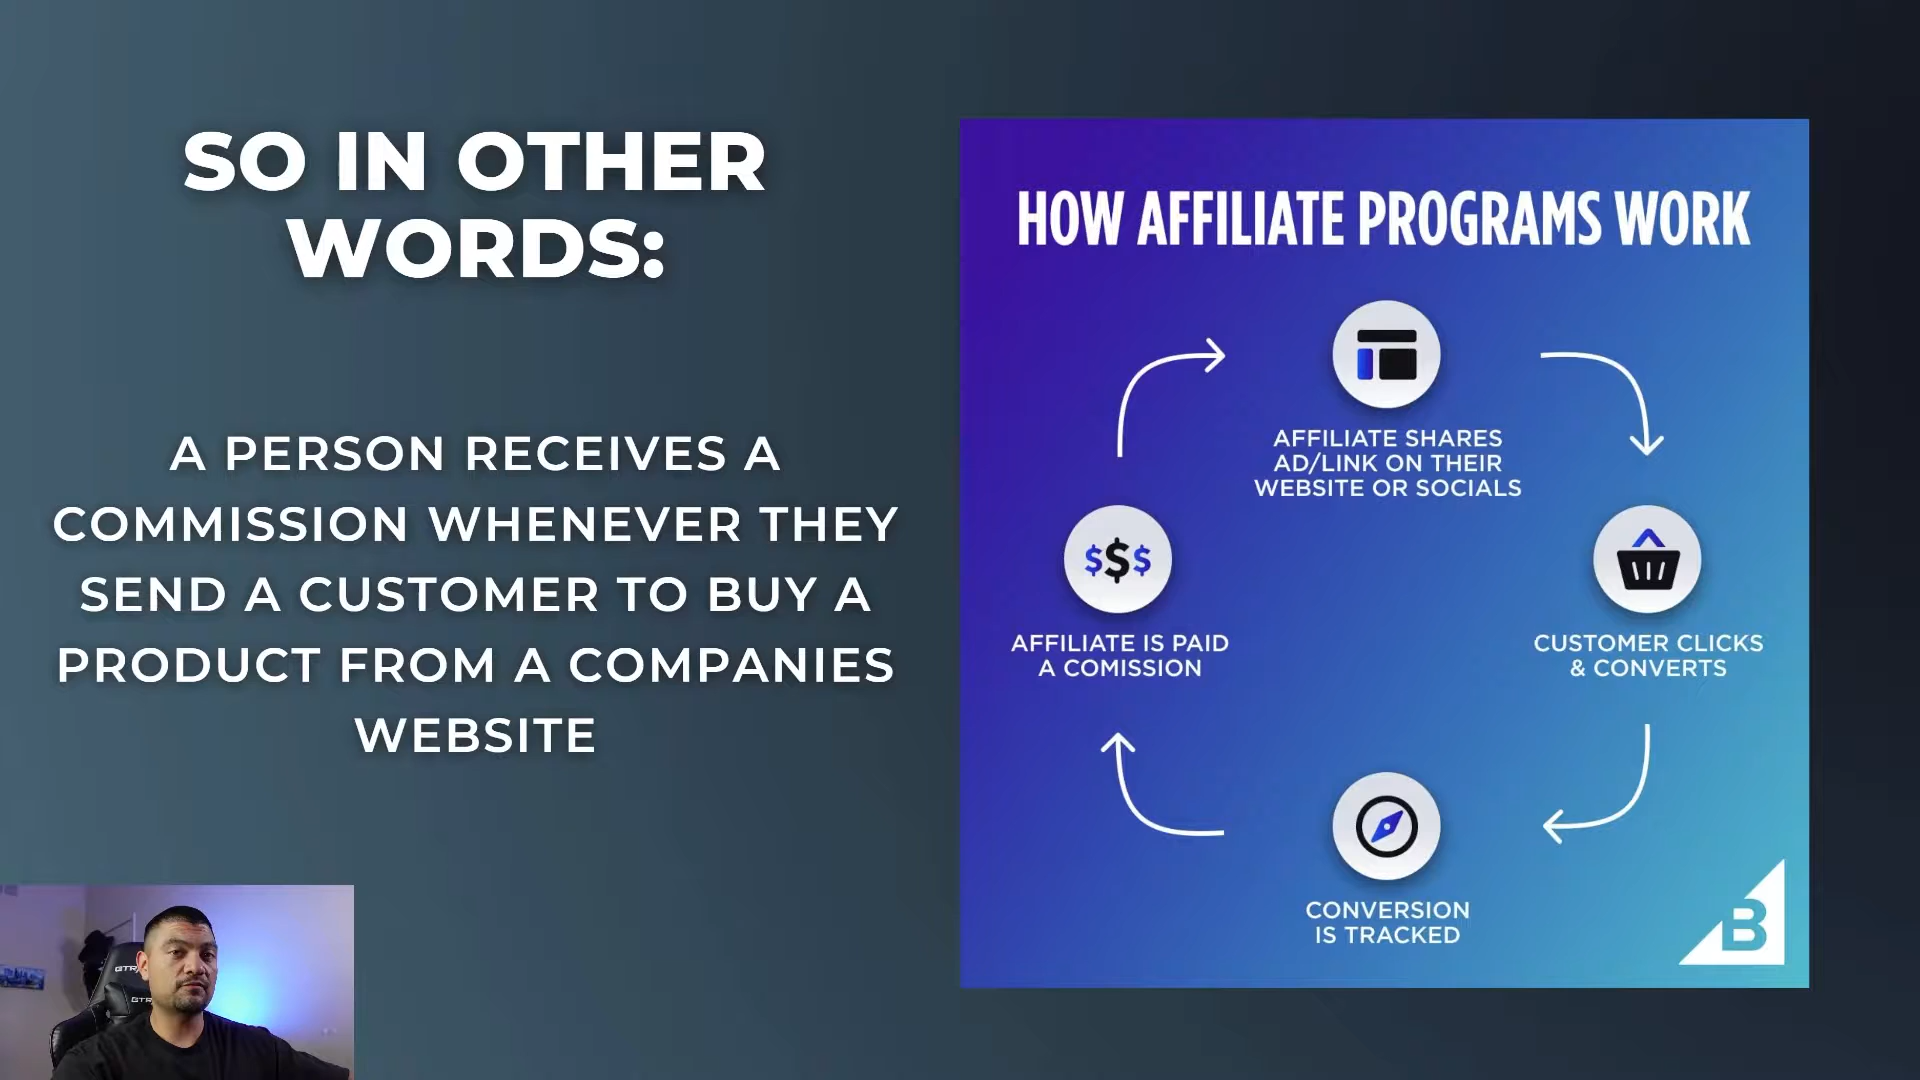 SO IN OTHER
WORDS:
A PERSON RECEIVES A
COMMISSION WHENEVER THEY
SEND A CUSTOMER TO BUY A
PRODUCT FROM A COMPANIES
WEBSITE
HOW AFFILIATE PROGRAMS WORK
AFFILIATE SHARES
AD/LINK ON THEIR
WEBSITE OR SOCIALS
$$$
AFFILIATE IS PAID
A COMISSION
CUSTOMER CLICKS
& CONVERTS
CONVERSION
IS TRACKED
B